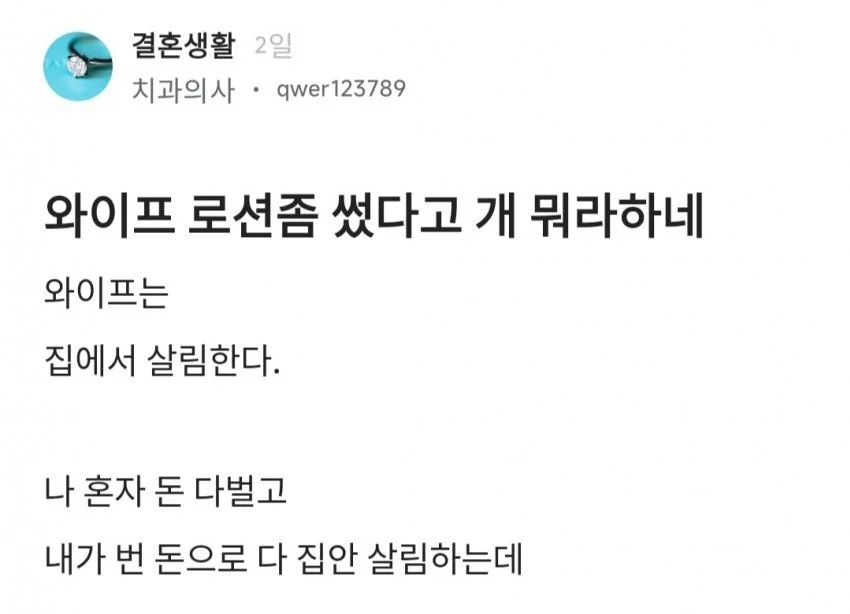 결혼생활 2일
치과의사 · qwer123789
와이프 로션좀 썼다고 개 뭐라하네
와이프는
집에서 살림한다.
나 혼자 돈 다벌고
내가 번 돈으로 다 집안 살림하는데